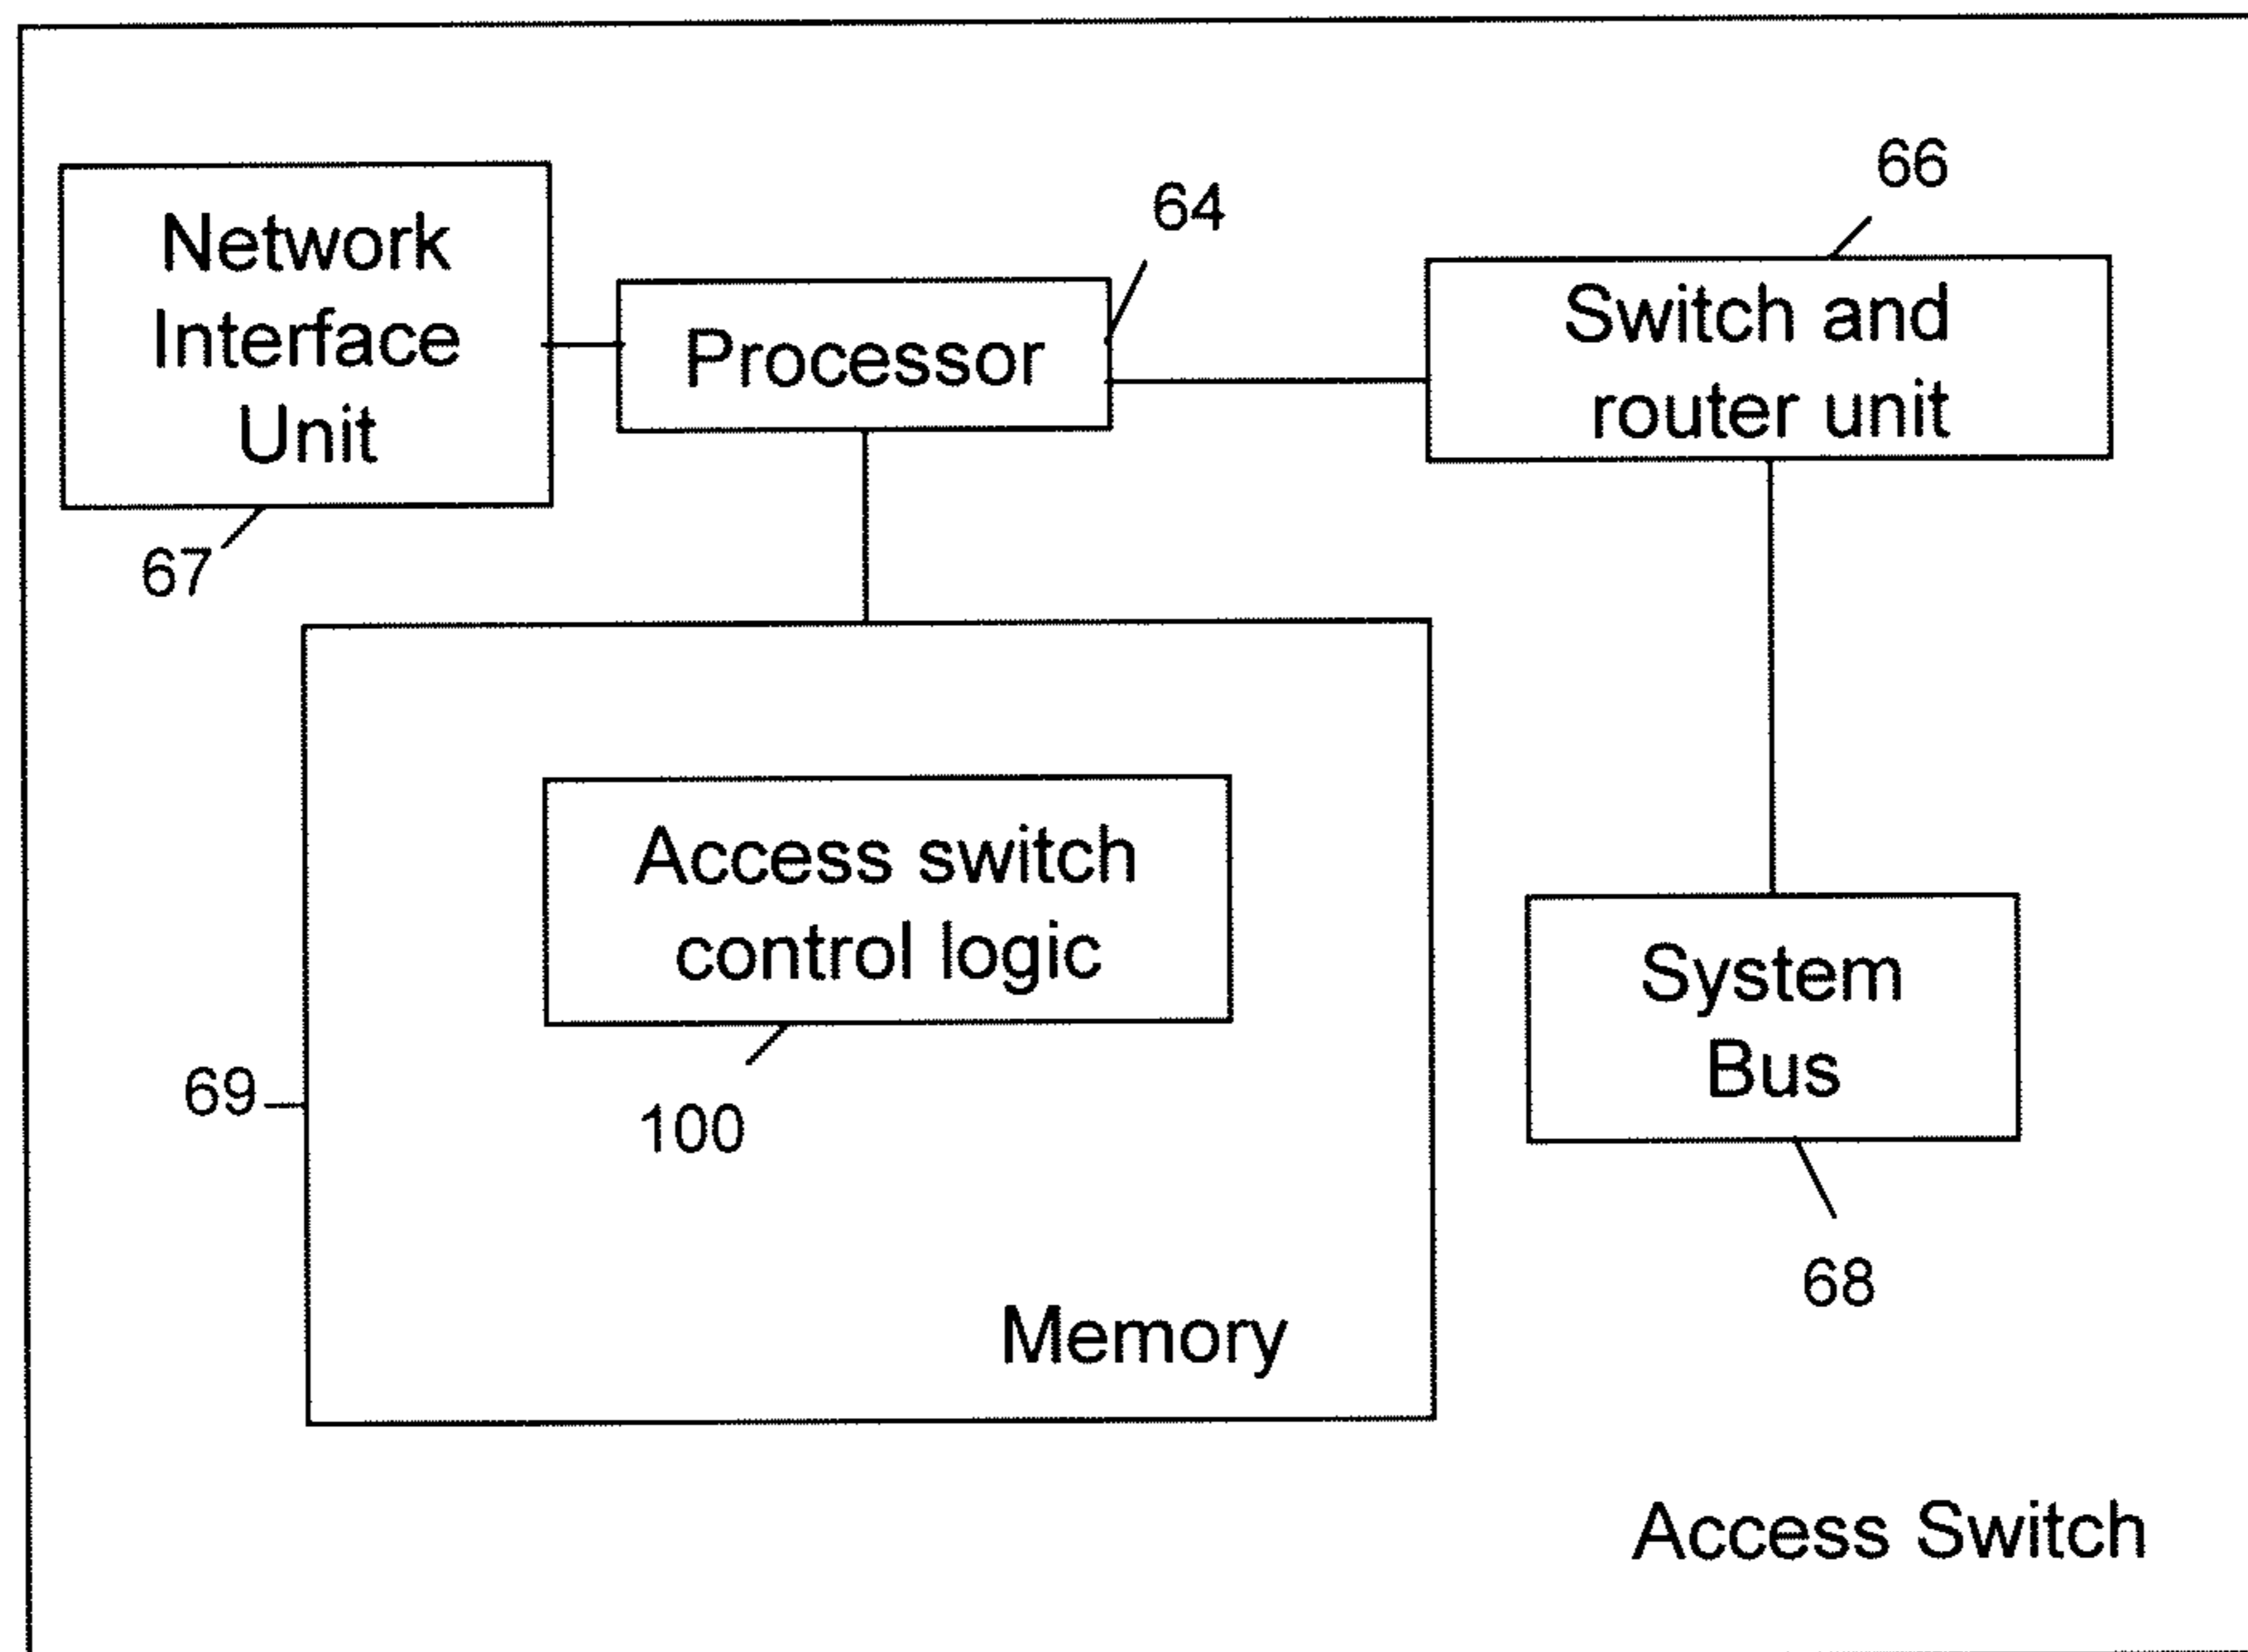 66
64
Network
Interface
Unit
Processor
Switch and
router unit
67
Access switch
control logic
System
Bus
69
100
68
Memory
Access Switch